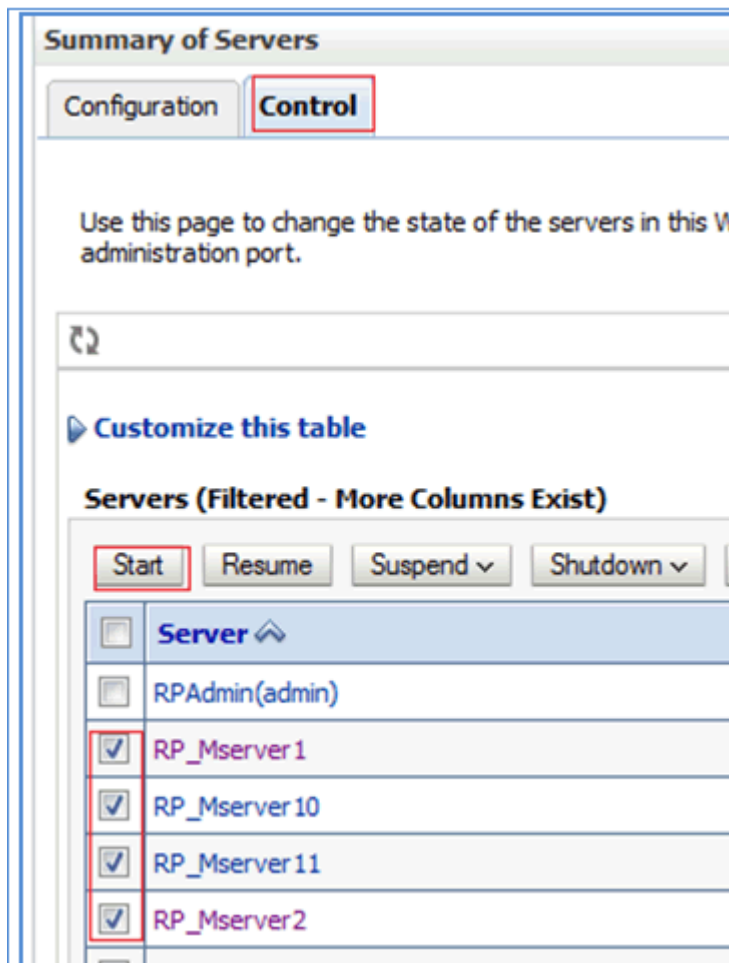 Summary of Servers
Configuration Control
Use this page to change the state of the servers in this
administration port.
Customize this table
Servers (Filtered - More Columns Exist)
Start Resume Suspend Shutdown
Server
RPAdmin(admin)
RP_Mserver1
RP_Mserver10
RP_Mserver11
RP_Mserver2